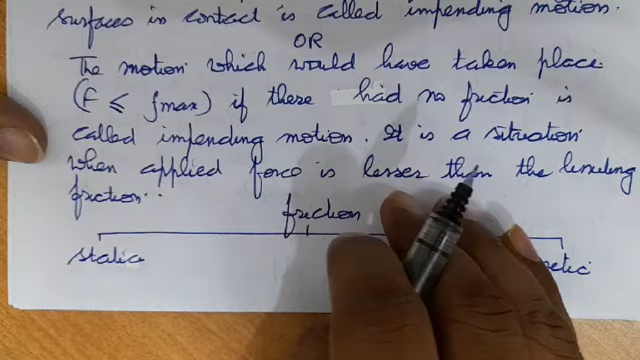 surfaces in contact is called impending motion.
OR
The motion which would have taken place
(F ⩽ fmax) if there had no friction is
called impending motion. It is a situation
when applied force is lesser than the limiting
friction..
friction
static
etic